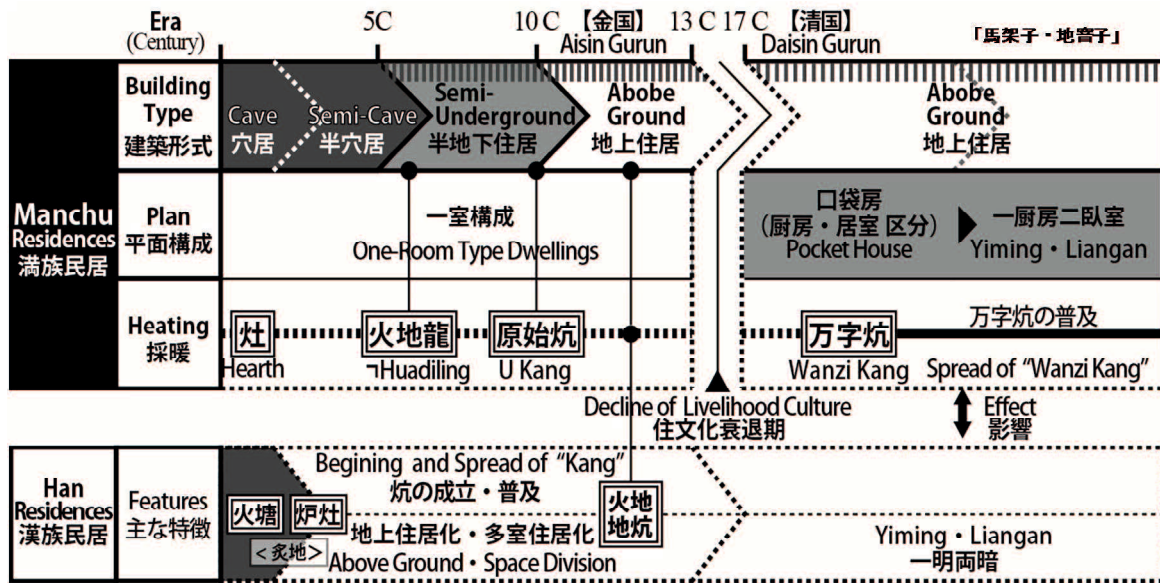 Era
(Century)
5C
10 C
【金国】
Aisin Gurun
13 C
17 C
【清国】
Daisin Gurun
「馬架子・地窨子」
Manchu
Residences
満族民居
Building
Type
建築形式
Cave
穴居
Semi-Cave
半穴居
Semi-
Underground
半地下住居
Abobe
Ground
地上住居
Abobe
Ground
地上住居
Plan
平面構成
一室構成
One-Room Type Dwellings
口袋房
(厨房・居室 区分)
Pocket House
一厨房二臥室
Yiming・Liangan
Heating
採暖
灶
Hearth
火地龍
¬Huadiling
原始炕
U Kang
万字炕
Wanzi Kang
万字炕の普及
Spread of “Wanzi Kang”
Decline of Livelihood Culture
住文化衰退期
Effect
影響
Han
Residences
漢族民居
Features
主な特徴
火塘
炉灶
<炙地>
Begining and Spread of “Kang”
炕の成立・普及
地上住居化・多室住居化
Above Ground・Space Division
火地
地炕
Yiming・Liangan
一明両暗